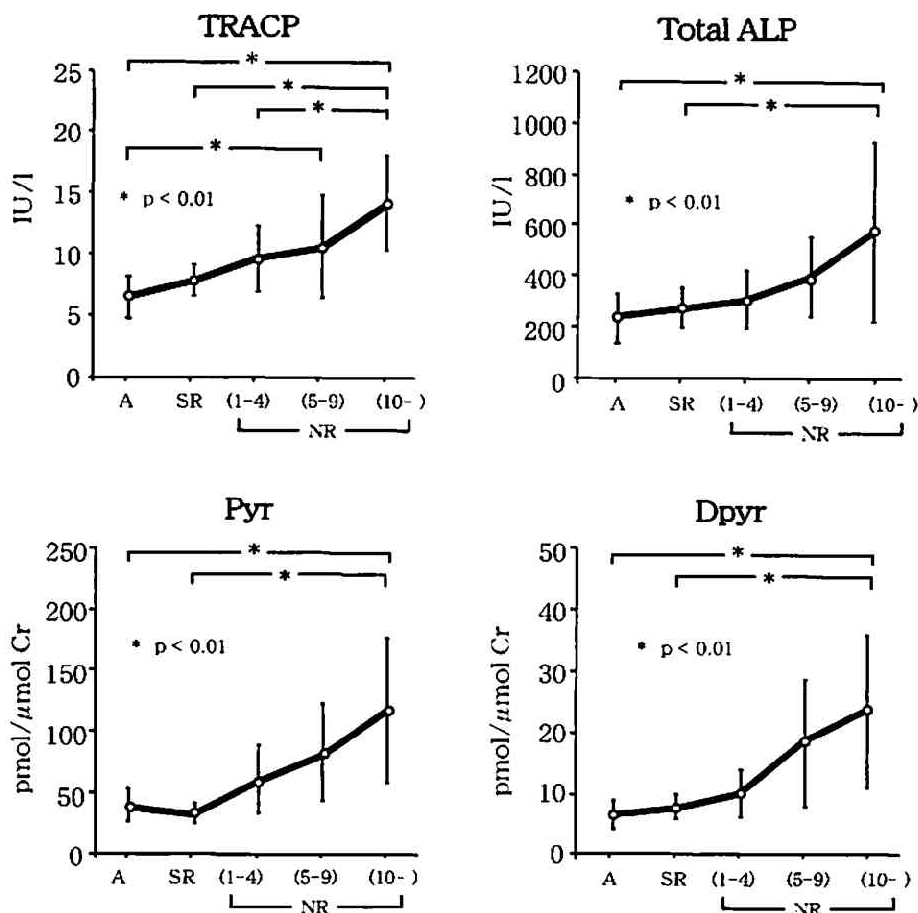 TRACP
25
20
15
10
5
0
IU/l
*
*
*
*
* p < 0.01
A SR (1-4) (5-9) (10- )
NR
Total ALP
1200
1000
800
600
400
200
0
IU/l
*
*
* p < 0.01
A SR (1-4) (5-9) (10- )
NR
Pyr
250
200
150
100
50
0
pmol/μmol Cr
*
*
* p < 0.01
A SR (1-4) (5-9) (10- )
NR
Dpyr
50
40
30
20
10
0
pmol/μmol Cr
*
*
* p < 0.01
A SR (1-4) (5-9) (10- )
NR